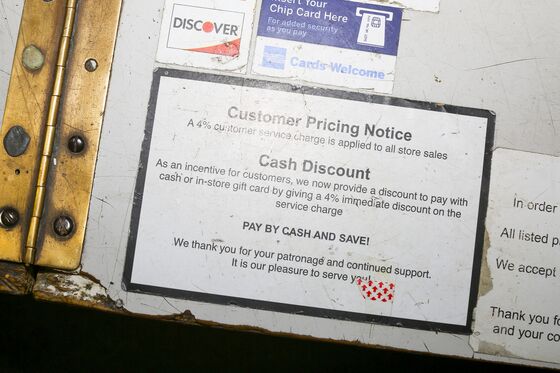 DISCOVER
Insert Your
Chip Card Here
For added security
as you pay
Cards Welcome
Customer Pricing Notice
A 4% customer service charge is applied to all store sales
Cash Discount
As an incentive for customers, we now provide a discount to pay with
cash or in-store gift card by giving a 4% immediate discount on the
service charge
PAY BY CASH AND SAVE!
We thank you for your patronage and continued support.
It is our pleasure to serve you!
In order
All listed
We accept
Thank you fo
and your co